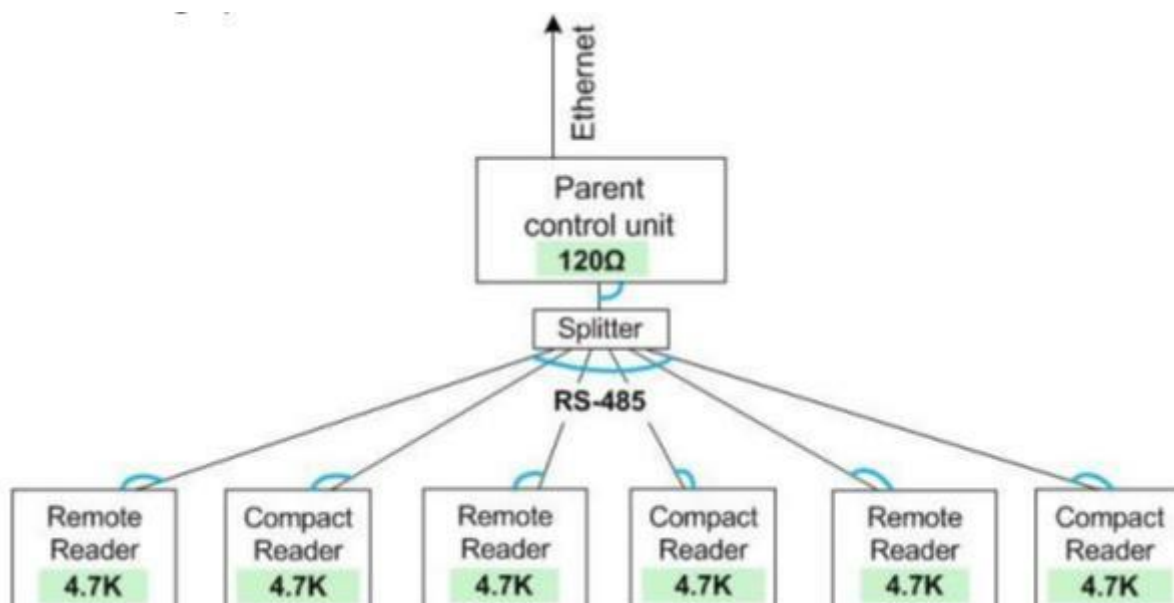 Ethernet
Parent
control unit
120Ω
Splitter
RS-485
Remote
Reader
4.7K
Compact
Reader
4.7K
Remote
Reader
4.7K
Compact
Reader
4.7K
Remote
Reader
4.7K
Compact
Reader
4.7K